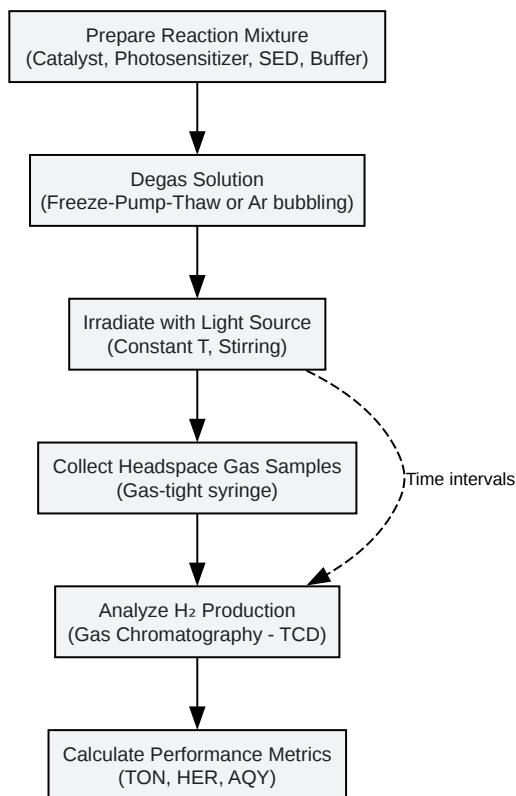 Prepare Reaction Mixture
(Catalyst, Photosensitizer, SED, Buffer)
Degas Solution
(Freeze-Pump-Thaw or Ar bubbling)
Irradiate with Light Source
(Constant T, Stirring)
Collect Headspace Gas Samples
(Gas-tight syringe)
Time intervals
Analyze H₂ Production
(Gas Chromatography - TCD)
Calculate Performance Metrics
(TON, HER, AQY)